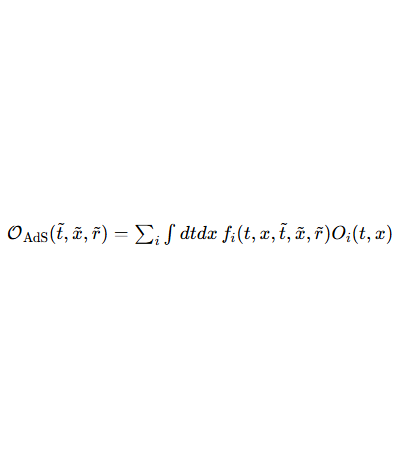 𝒪_AdS(t̃, x̃, r̃) = ∑_i ∫ dtdx f_i(t, x, t̃, x̃, r̃)O_i(t, x)